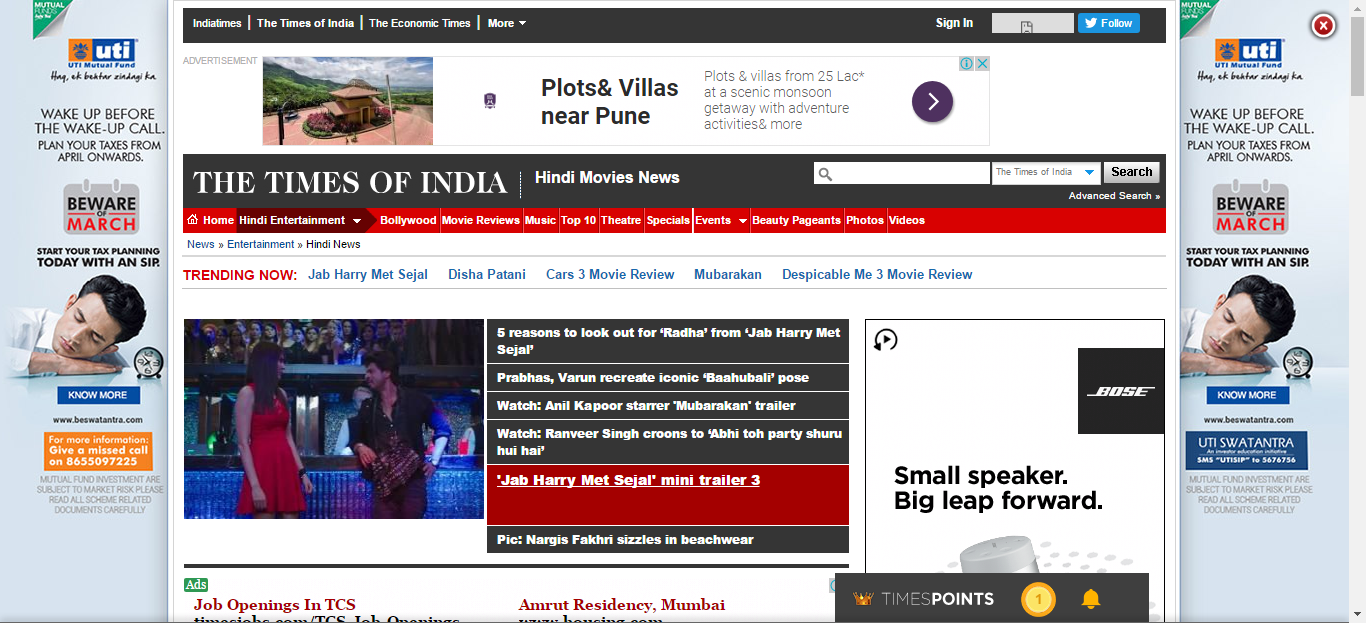 MUTUAL FUNDS
uti
UTI Mutual Fund
Haq, ek behtar zindagi ka
WAKE UP BEFORE
THE WAKE-UP CALL.
PLAN YOUR TAXES FROM
APRIL ONWARDS.
BEWARE
OF
MARCH
START YOUR TAX PLANNING
TODAY WITH AN SIP.
KNOW MORE
www.beswatantra.com
For more information:
Give a missed call
on 8655097225
MUTUAL FUND INVESTMENT ARE
SUBJECT TO MARKET RISK PLEASE
READ ALL SCHEME RELATED
DOCUMENTS CAREFULLY
Indiatimes | The Times of India | The Economic Times | More
Sign In
Follow
ADVERTISEMENT
Plots& Villas
near Pune
Plots & villas from 25 Lac*
at a scenic monsoon
getaway with adventure
activities& more
THE TIMES OF INDIA
Hindi Movies News
The Times of India
Search
Advanced Search »
Home Hindi Entertainment Bollywood Movie Reviews Music Top 10 Theatre Specials Events Beauty Pageants Photos Videos
News » Entertainment » Hindi News
TRENDING NOW: Jab Harry Met Sejal Disha Patani Cars 3 Movie Review Mubarakan Despicable Me 3 Movie Review
5 reasons to look out for ‘Radha’ from ‘Jab Harry Met
Sejal’
Prabhas, Varun recreate iconic ‘Baahubali’ pose
Watch: Anil Kapoor starrer 'Mubarakan' trailer
Watch: Ranveer Singh croons to ‘Abhi toh party shuru
hui hai’
'Jab Harry Met Sejal' mini trailer 3
Pic: Nargis Fakhri sizzles in beachwear
BOSE
Small speaker.
Big leap forward.
Ads
Job Openings In TCS
timesjobs.com/TCS-Job-Openings
Amrut Residency, Mumbai
www.housing.com
TIMESPOINTS
1
MUTUAL FUNDS
uti
UTI Mutual Fund
Haq, ek behtar zindagi ka
WAKE UP BEFORE
THE WAKE-UP CALL.
PLAN YOUR TAXES FROM
APRIL ONWARDS.
BEWARE
OF
MARCH
START YOUR TAX PLANNING
TODAY WITH AN SIP.
KNOW MORE
www.beswatantra.com
UTI SWATANTRA
An investor education initiative
SMS "UTISIP" to 5676756
MUTUAL FUND INVESTMENT ARE
SUBJECT TO MARKET RISK PLEASE
READ ALL SCHEME RELATED
DOCUMENTS CAREFULLY